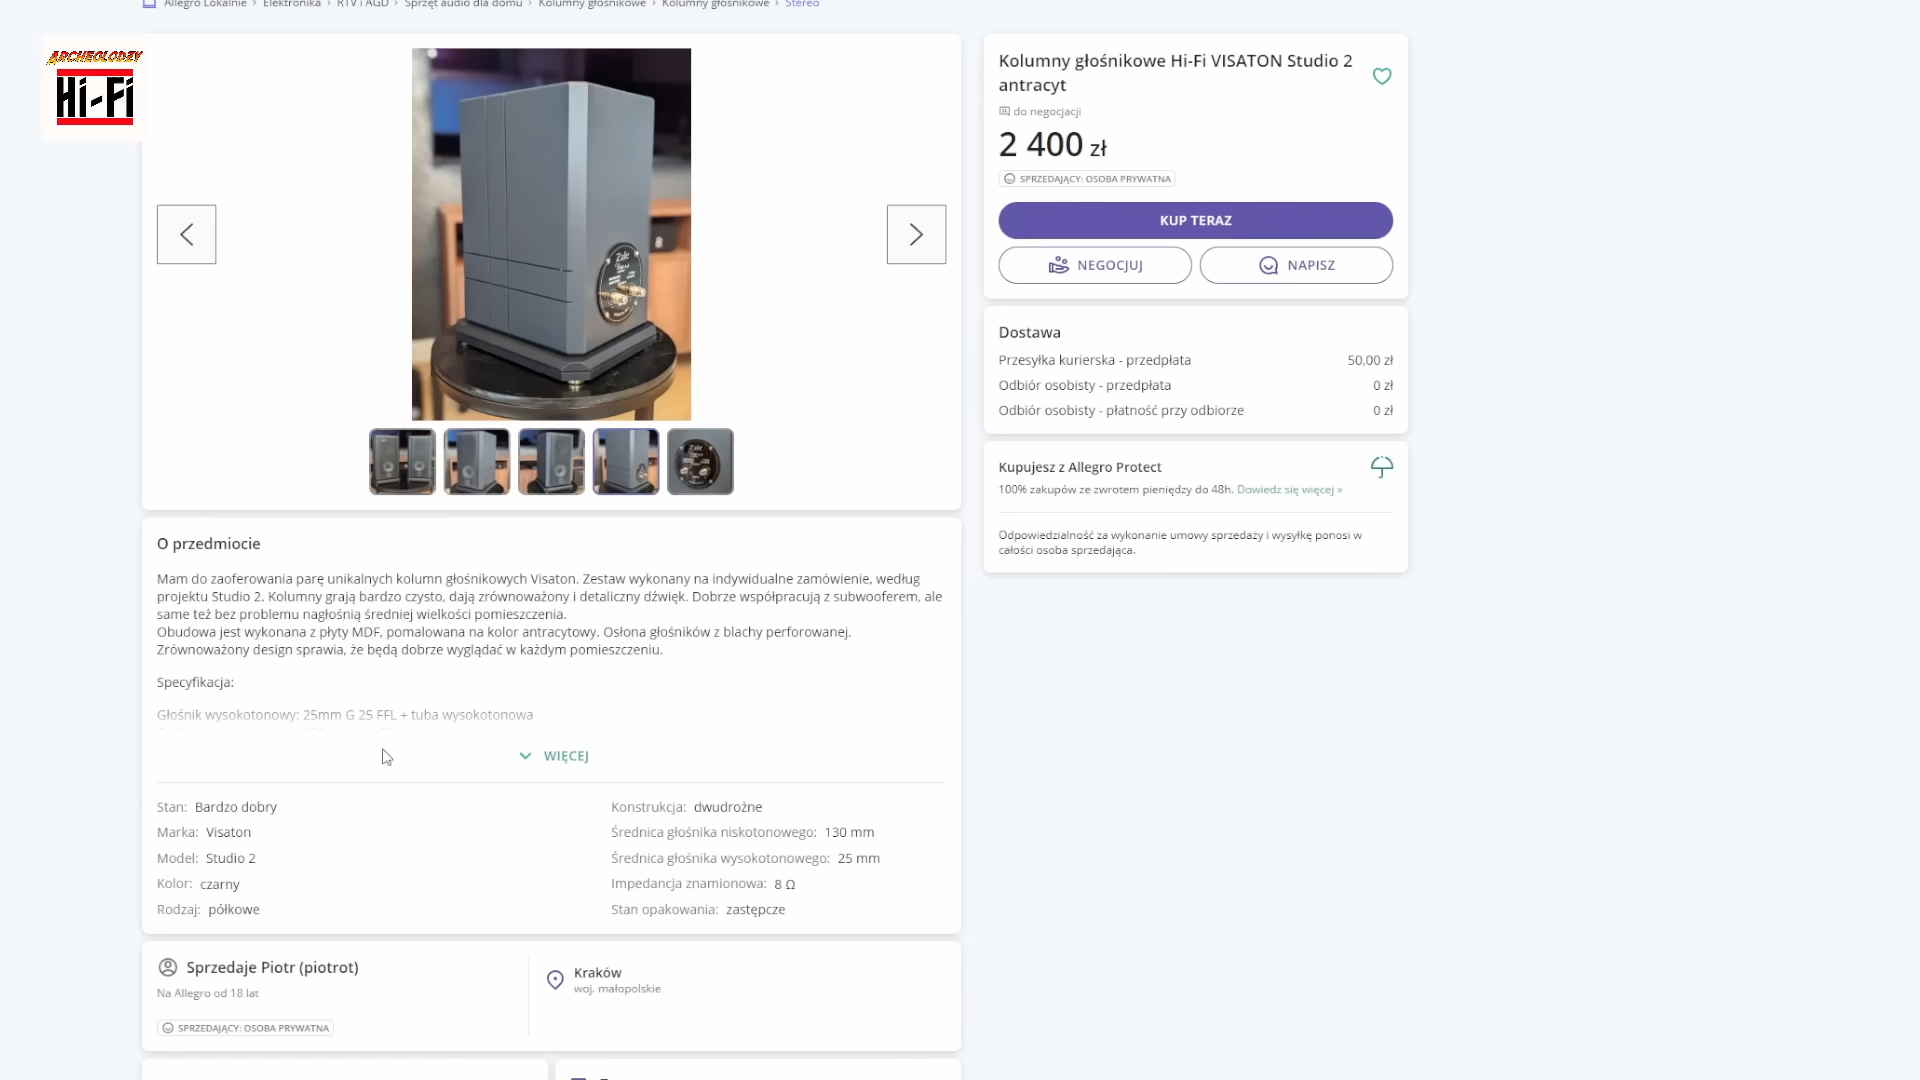 Allegro Lokalnie › Elektronika › RTV i AGD › Sprzęt audio dla domu › Kolumny głośnikowe › Kolumny głośnikowe › Stereo
ARCHEOLODZY
Hi-Fi
Kolumny głośnikowe Hi-Fi VISATON Studio 2
antracyt
do negocjacji
2 400 zł
SPRZEDAJĄCY: OSOBA PRYWATNA
KUP TERAZ
NEGOCJUJ
NAPISZ
Dostawa
Przesyłka kurierska - przedpłata 50,00 zł
Odbiór osobisty - przedpłata 0 zł
Odbiór osobisty - płatność przy odbiorze 0 zł
Kupujesz z Allegro Protect
100% zakupów ze zwrotem pieniędzy do 48h. Dowiedz się więcej »
Odpowiedzialność za wykonanie umowy sprzedaży i wysyłkę ponosi w
całości osoba sprzedająca.
Zale
O przedmiocie
Mam do zaoferowania parę unikalnych kolumn głośnikowych Visaton. Zestaw wykonany na indywidualne zamówienie, według
projektu Studio 2. Kolumny grają bardzo czysto, dają zrównoważony i detaliczny dźwięk. Dobrze współpracują z subwooferem, ale
same też bez problemu nagłośnią średniej wielkości pomieszczenia.
Obudowa jest wykonana z płyty MDF, pomalowana na kolor antracytowy. Osłona głośników z blachy perforowanej.
Zrównoważony design sprawia, że będą dobrze wyglądać w każdym pomieszczeniu.
Specyfikacja:
Głośnik wysokotonowy: 25mm G 25 FFL + tuba wysokotonowa
WIĘCEJ
Stan: Bardzo dobry
Marka: Visaton
Model: Studio 2
Kolor: czarny
Rodzaj: półkowe
Konstrukcja: dwudrożne
Średnica głośnika niskotonowego: 130 mm
Średnica głośnika wysokotonowego: 25 mm
Impedancja znamionowa: 8 Ω
Stan opakowania: zastępcze
Sprzedaje Piotr (piotrot)
Na Allegro od 18 lat
SPRZEDAJĄCY: OSOBA PRYWATNA
Kraków
woj. małopolskie